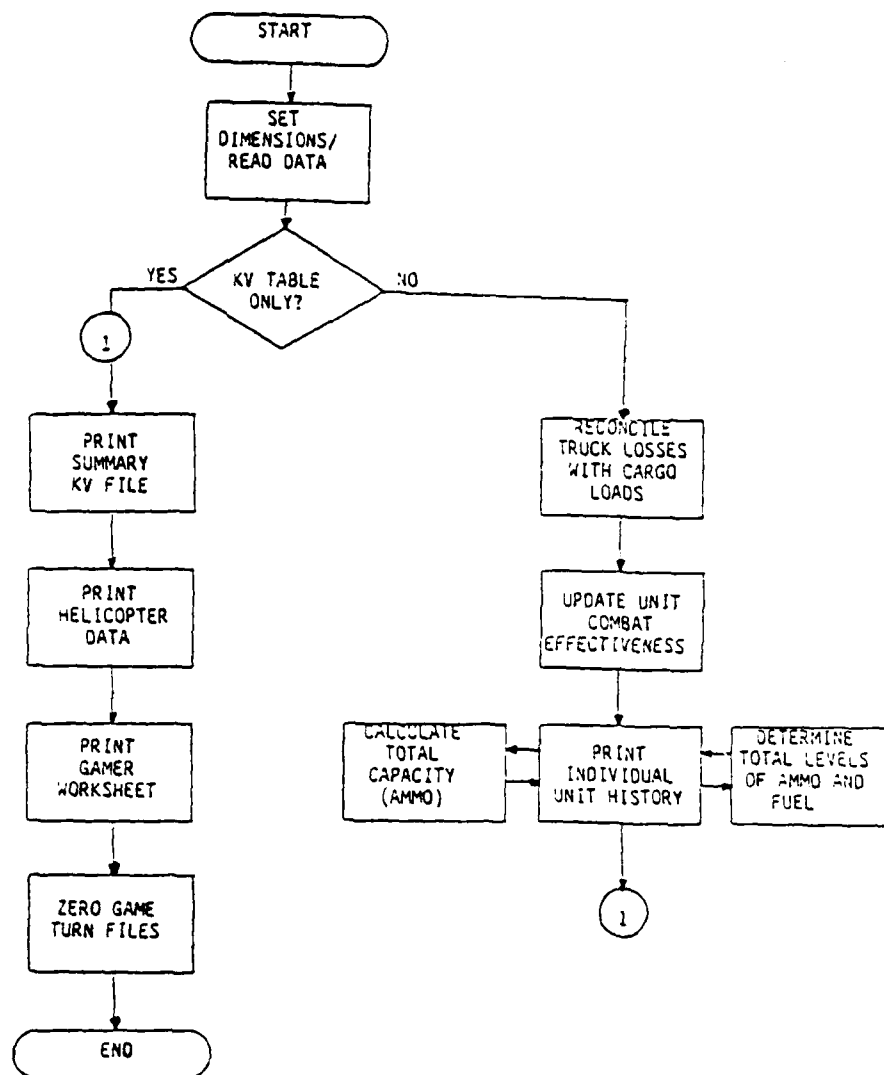 START
SET
DIMENSIONS/
READ DATA
YES
KV TABLE
ONLY?
NO
1
PRINT
SUMMARY
KV FILE
RECONCILE
TRUCK LOSSES
WITH CARGO
LOADS
PRINT
HELICOPTER
DATA
UPDATE UNIT
COMBAT
EFFECTIVENESS
PRINT
GAMER
WORKSHEET
CALCULATE
TOTAL
CAPACITY
(AMMO)
PRINT
INDIVIDUAL
UNIT HISTORY
DETERMINE
TOTAL LEVELS
OF AMMO AND
FUEL
ZERO GAME
TURN FILES
1
END